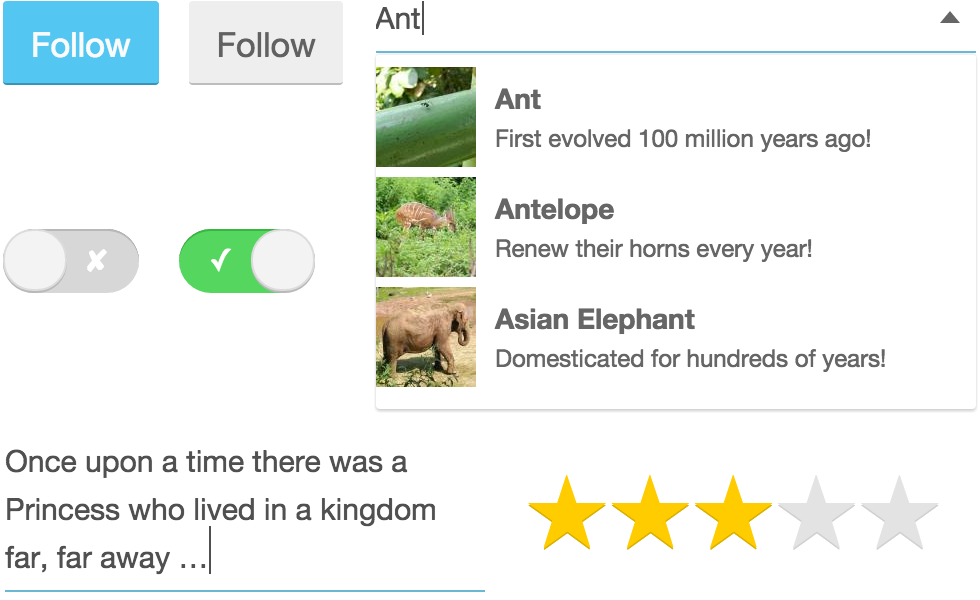 Follow
Follow
Ant
Ant
First evolved 100 million years ago!
Antelope
Renew their horns every year!
Asian Elephant
Domesticated for hundreds of years!
Once upon a time there was a
Princess who lived in a kingdom
far, far away …